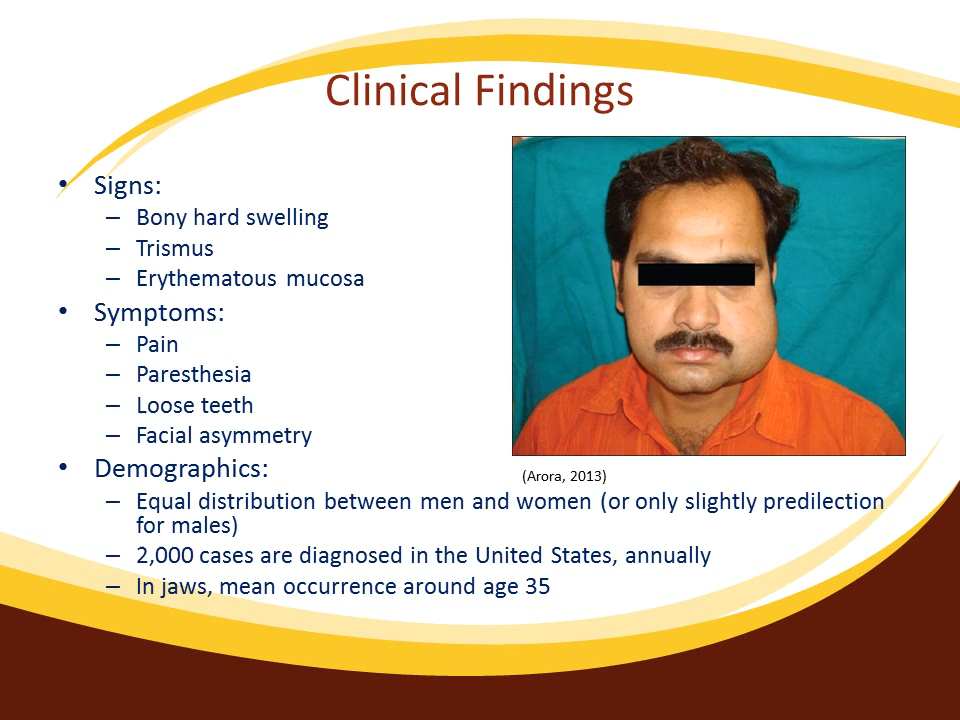 Clinical Findings
• Signs:
– Bony hard swelling
– Trismus
– Erythematous mucosa
• Symptoms:
– Pain
– Paresthesia
– Loose teeth
– Facial asymmetry
• Demographics:
(Arora, 2013)
– Equal distribution between men and women (or only slightly predilection
for males)
– 2,000 cases are diagnosed in the United States, annually
– In jaws, mean occurrence around age 35